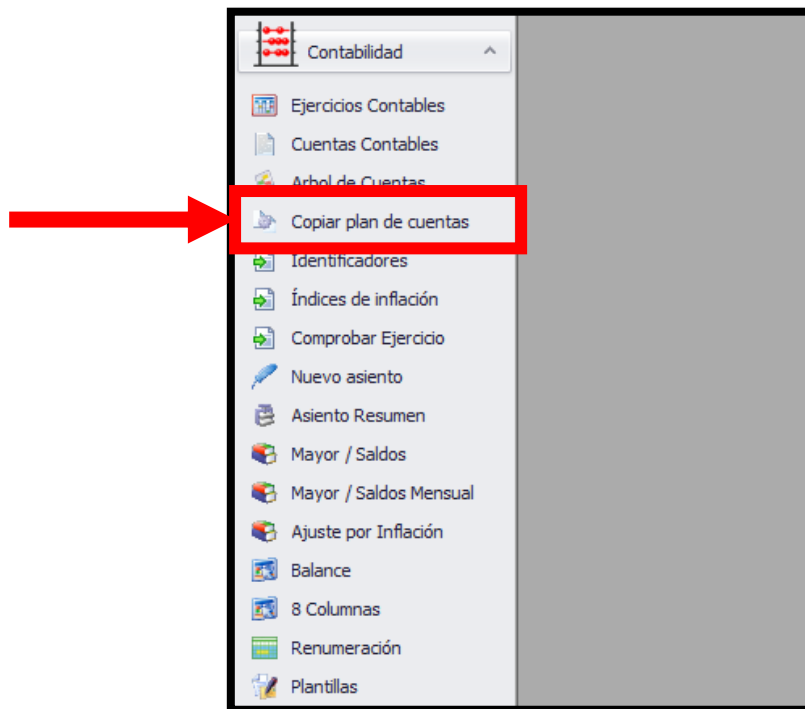 Contabilidad
Ejercicios Contables
Cuentas Contables
Arbol de Cuentas
Copiar plan de cuentas
Identificadores
Índices de inflación
Comprobar Ejercicio
Nuevo asiento
Asiento Resumen
Mayor / Saldos
Mayor / Saldos Mensual
Ajuste por Inflación
Balance
8 Columnas
Renumeración
Plantillas